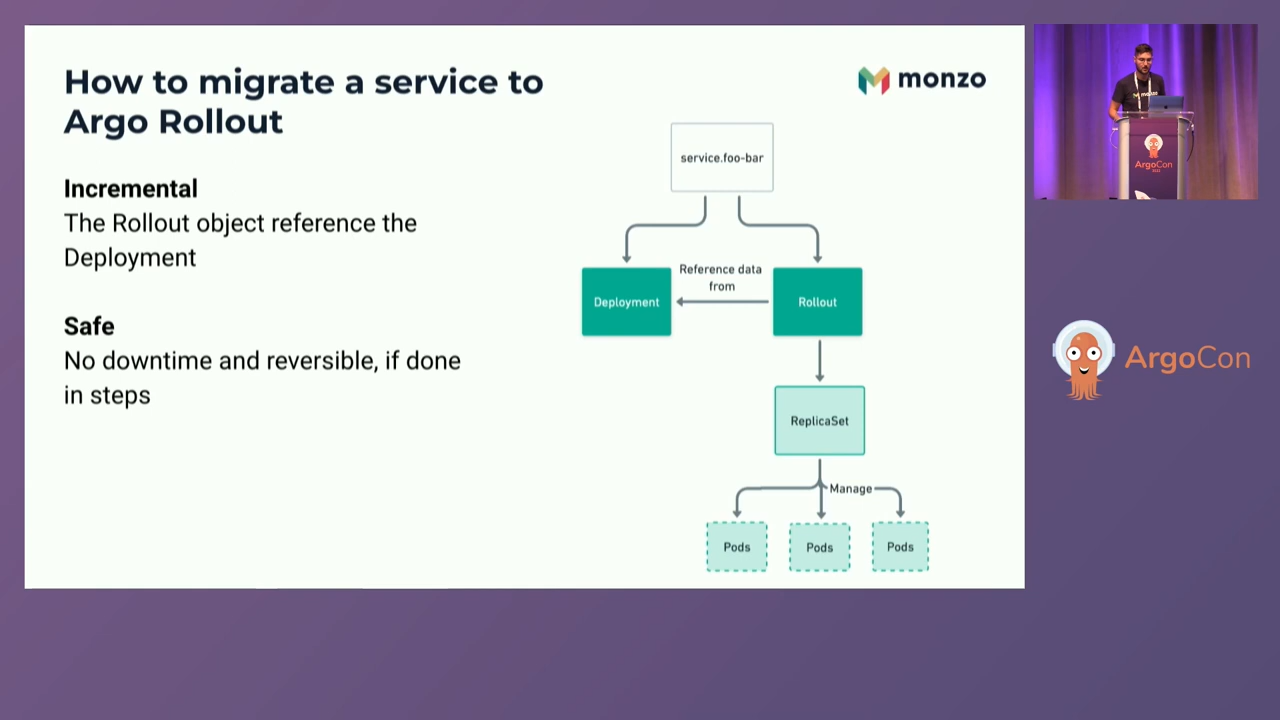 How to migrate a service to
Argo Rollout
monzo
Incremental
The Rollout object reference the
Deployment
Safe
No downtime and reversible, if done
in steps
service.foo-bar
Deployment
Reference data
from
Rollout
ReplicaSet
Manage
Pods
Pods
Pods
monzo
ArgoCon
ArgoCon